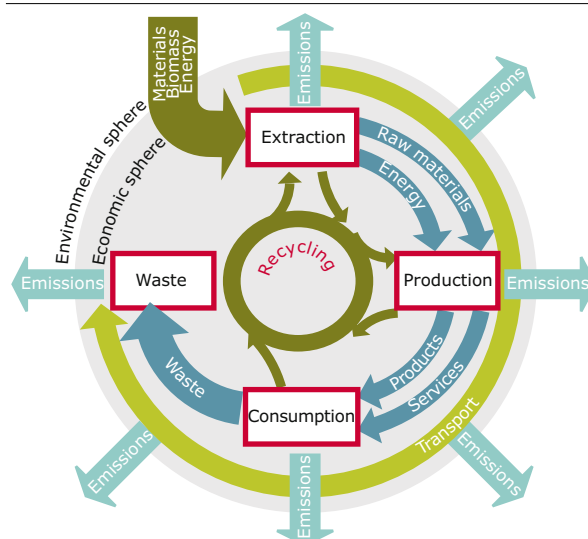 Materials
Biomass
Energy
Emissions
Emissions
Environmental sphere
Economic sphere
Extraction
Raw materials
Energy
Recycling
Emissions
Waste
Production
Emissions
Waste
Products
Services
Consumption
Transport
Emissions
Emissions
Emissions